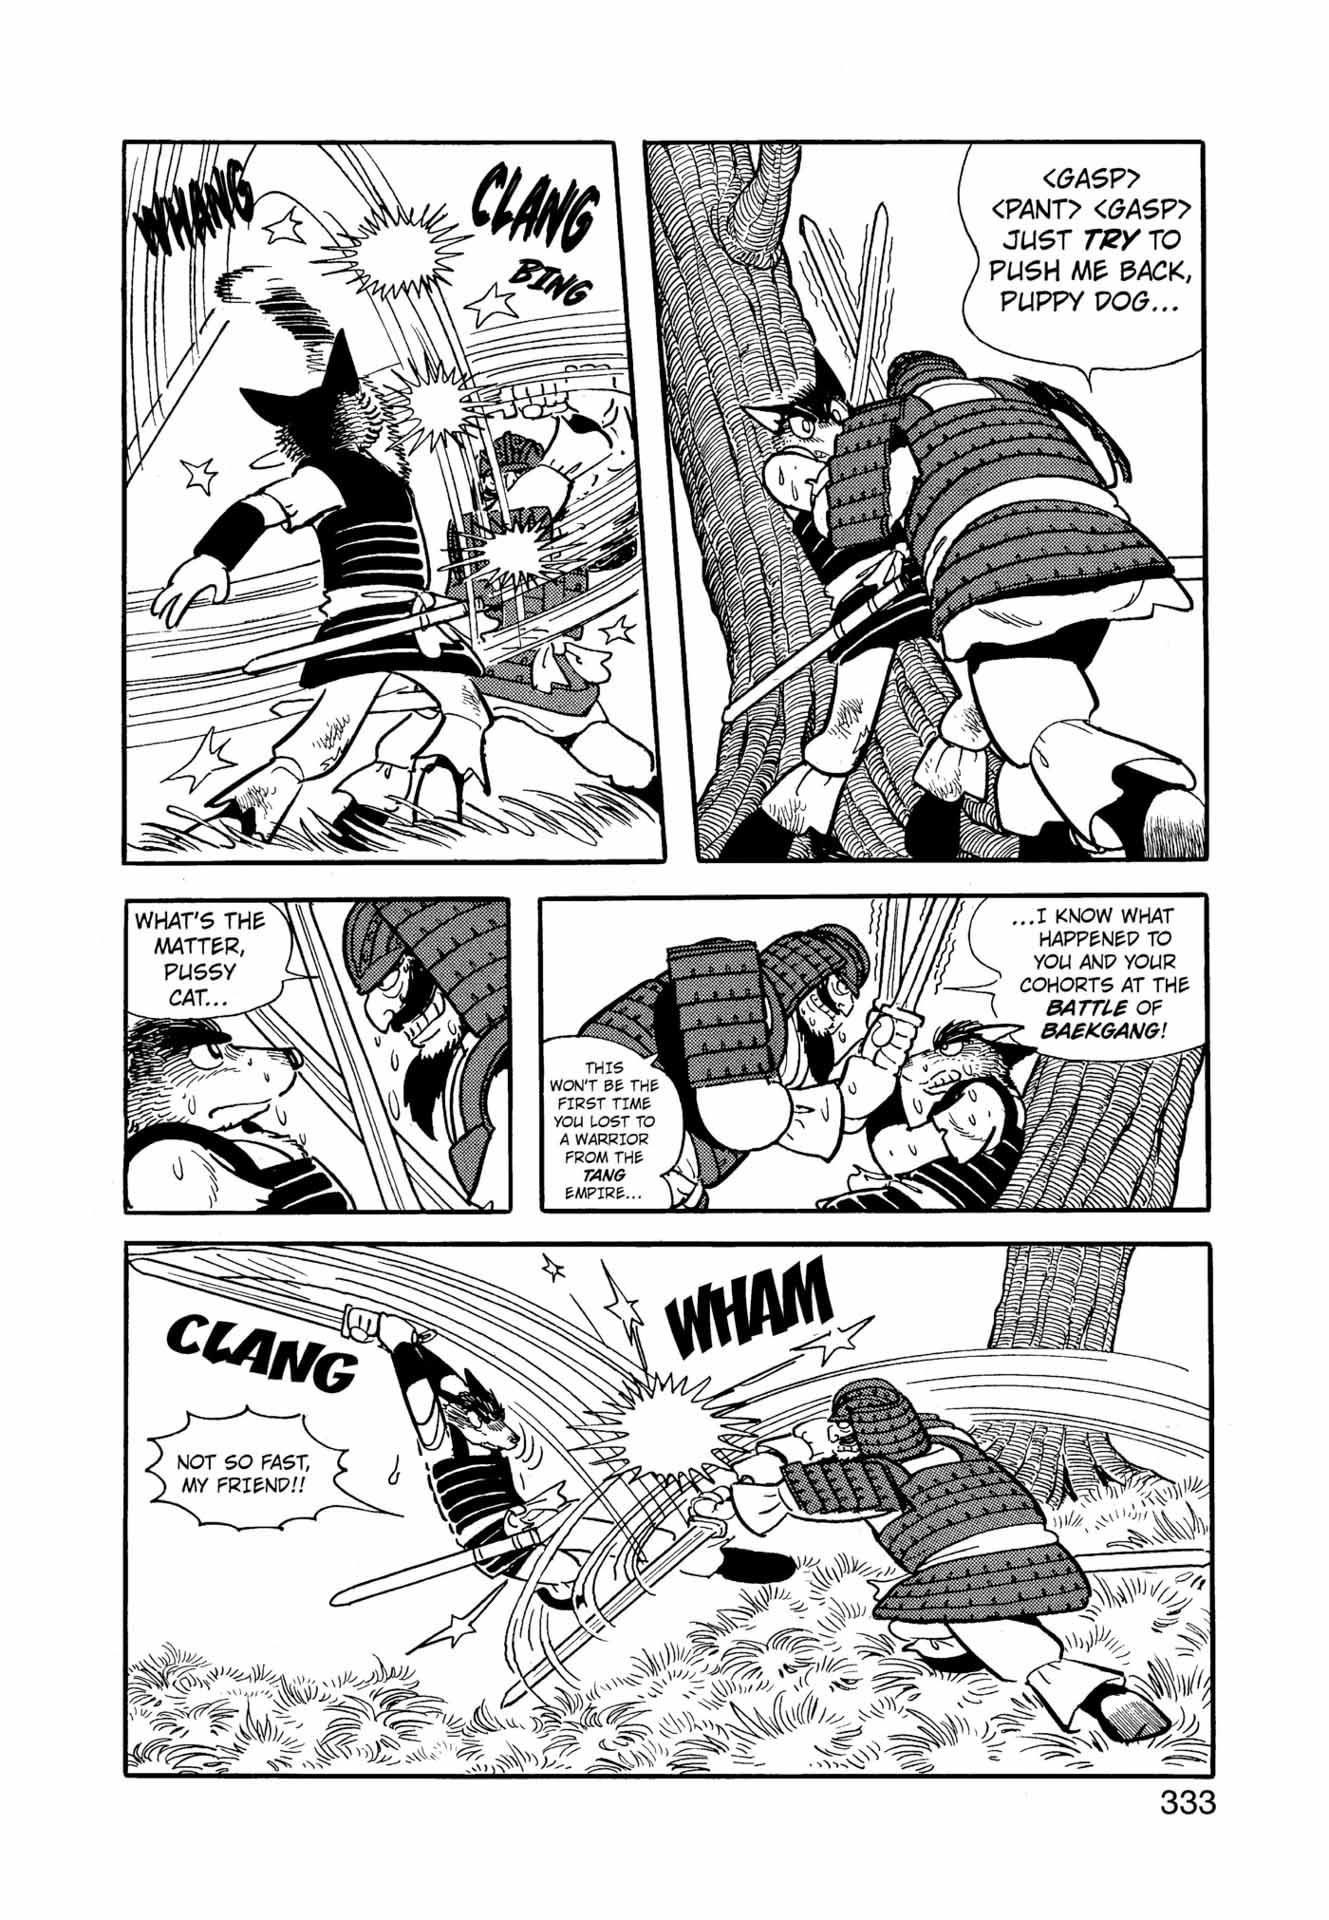 WHANG
CLANG
BING
<GASP>
<PANT> <GASP>
JUST TRY TO
PUSH ME BACK,
PUPPY DOG...
WHAT'S THE
MATTER,
PUSSY
CAT...
THIS
WON'T BE THE
FIRST TIME
YOU LOST TO
A WARRIOR
FROM THE
TANG
EMPIRE...
...I KNOW WHAT
HAPPENED TO
YOU AND YOUR
COHORTS AT THE
BATTLE OF
BAEKGANG!
CLANG
WHAM
NOT SO FAST,
MY FRIEND!!
333